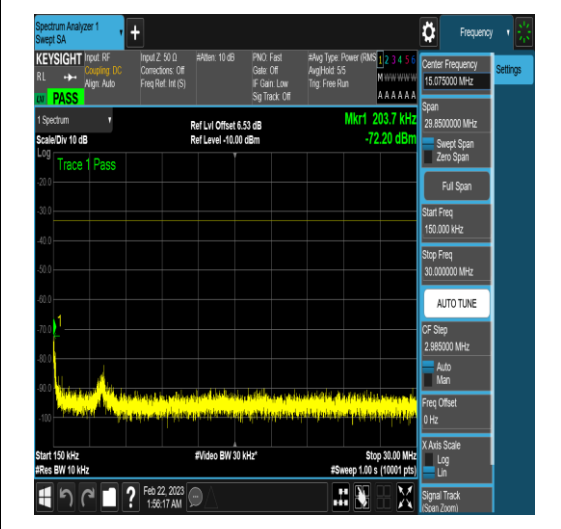 Spectrum Analyzer 1
Swept SA
Frequency
KEYSIGHT
RL
PASS
Input: RF
Coupling: DC
Align: Auto
Input Z: 50 Ω
Corrections: Off
Freq Ref: Int (S)
#Atten: 10 dB
PNO: Fast
Gate: Off
IF Gain: Low
Sig Track: Off
#Avg Type: Power (RMS
Avg|Hold: 5/5
Trig: Free Run
1 2 3 4 5 6
M W W W W W
A A A A A A
1 Spectrum
Scale/Div 10 dB
Ref Lvl Offset 6.53 dB
Ref Level -10.00 dBm
Mkr1 203.7 kHz
-72.20 dBm
Log
Trace 1 Pass
-20.0
-30.0
-40.0
-50.0
-60.0
-70.0
-80.0
-90.0
-100
1
Start 150 kHz
#Res BW 10 kHz
#Video BW 30 kHz*
Stop 30.00 MHz
#Sweep 1.00 s (10001 pts)
Feb 22, 2023
1:56:17 AM
Center Frequency
15.075000 MHz
Settings
Span
29.8500000 MHz
Swept Span
Zero Span
Full Span
Start Freq
150.000 kHz
Stop Freq
30.000000 MHz
AUTO TUNE
CF Step
2.985000 MHz
Auto
Man
Freq Offset
0 Hz
X Axis Scale
Log
Lin
Signal Track
(Span Zoom)